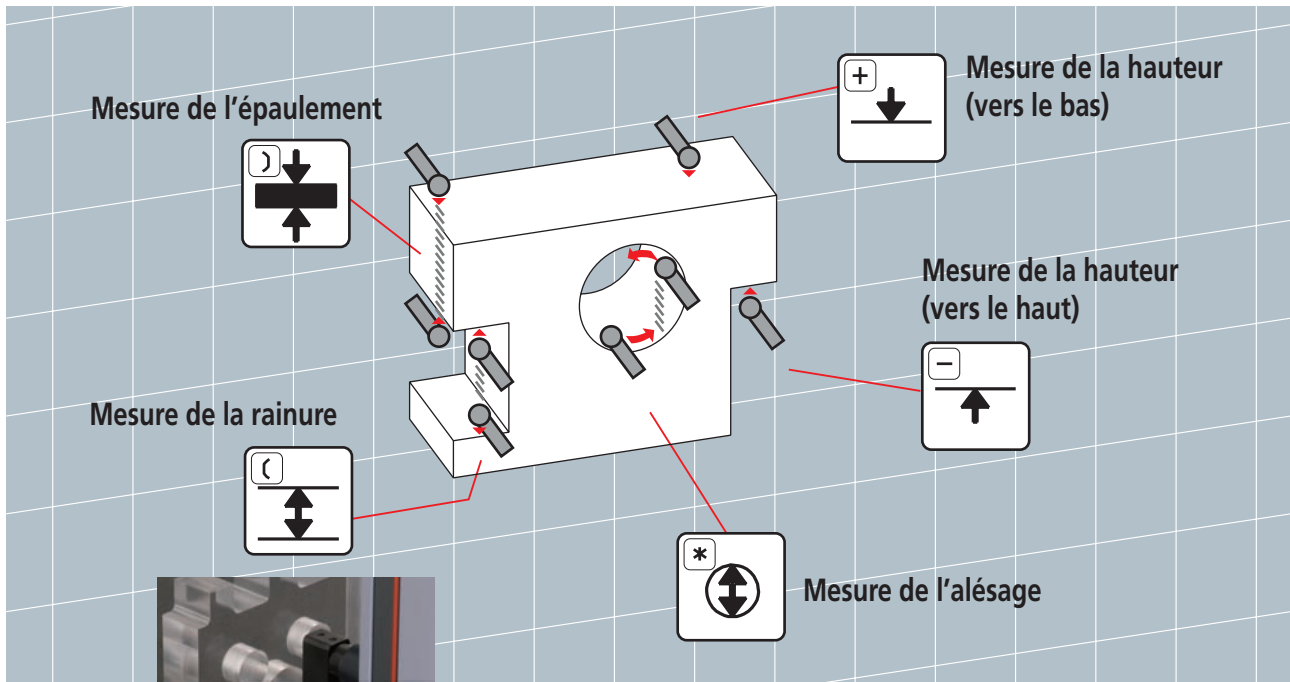 Mesure de la hauteur
(vers le bas)
+
Mesure de l’épaulement
)
Mesure de la hauteur
(vers le haut)
−
Mesure de la rainure
(
*
Mesure de l’alésage